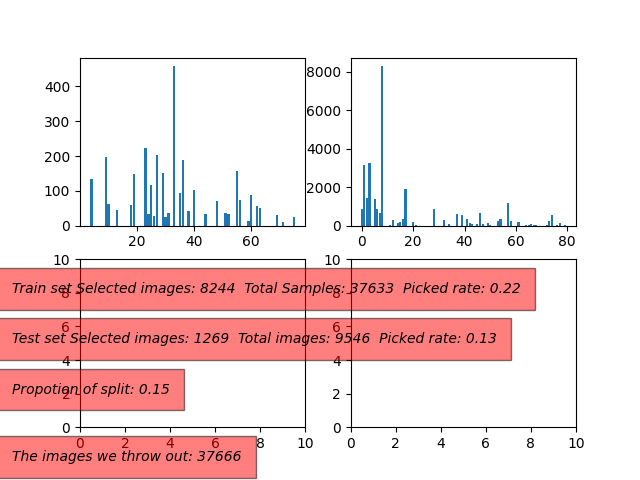 400
300
200
100
0
20 40 60
8000
6000
4000
2000
0
0 20 40 60 80
10
8
6
4
2
0
0 2 4 6 8 10
10
8
6
4
2
0
0 2 4 6 8 10
Train set Selected images: 8244 Total Samples: 37633 Picked rate: 0.22
Test set Selected images: 1269 Total images: 9546 Picked rate: 0.13
Propotion of split: 0.15
The images we throw out: 37666